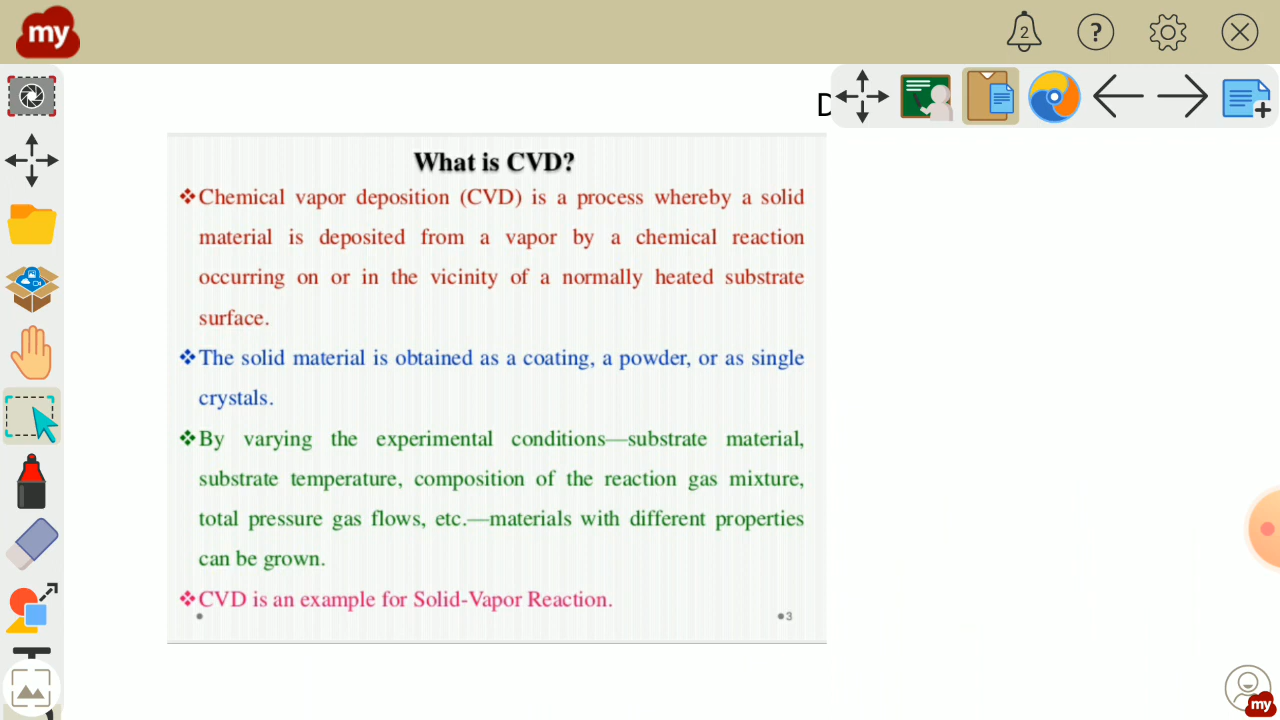 my
2
?
D
What is CVD?
❖Chemical vapor deposition (CVD) is a process whereby a solid
material is deposited from a vapor by a chemical reaction
occurring on or in the vicinity of a normally heated substrate
surface.
❖The solid material is obtained as a coating, a powder, or as single
crystals.
❖By varying the experimental conditions—substrate material,
substrate temperature, composition of the reaction gas mixture,
total pressure gas flows, etc.—materials with different properties
can be grown.
❖CVD is an example for Solid-Vapor Reaction.
•
•3
my